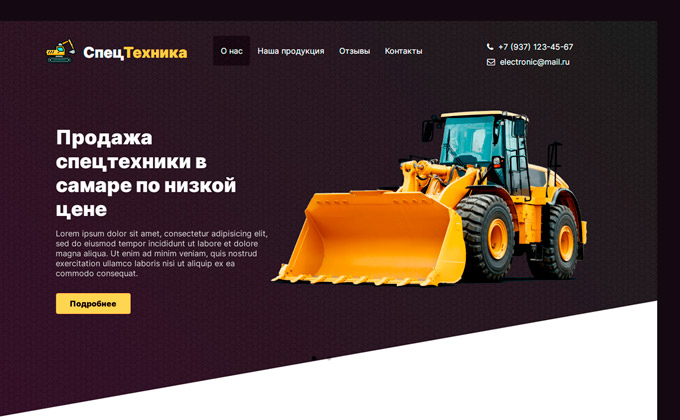 СпецТехника
О нас
Наша продукция
Отзывы
Контакты
+7 (937) 123-45-67
electronic@mail.ru
Продажа
спецтехники в
самаре по низкой
цене
Lorem ipsum dolor sit amet, consectetur adipisicing elit,
sed do eiusmod tempor incididunt ut labore et dolore
magna aliqua. Ut enim ad minim veniam, quis nostrud
exercitation ullamco laboris nisi ut aliquip ex ea
commodo consequat.
Подробнее